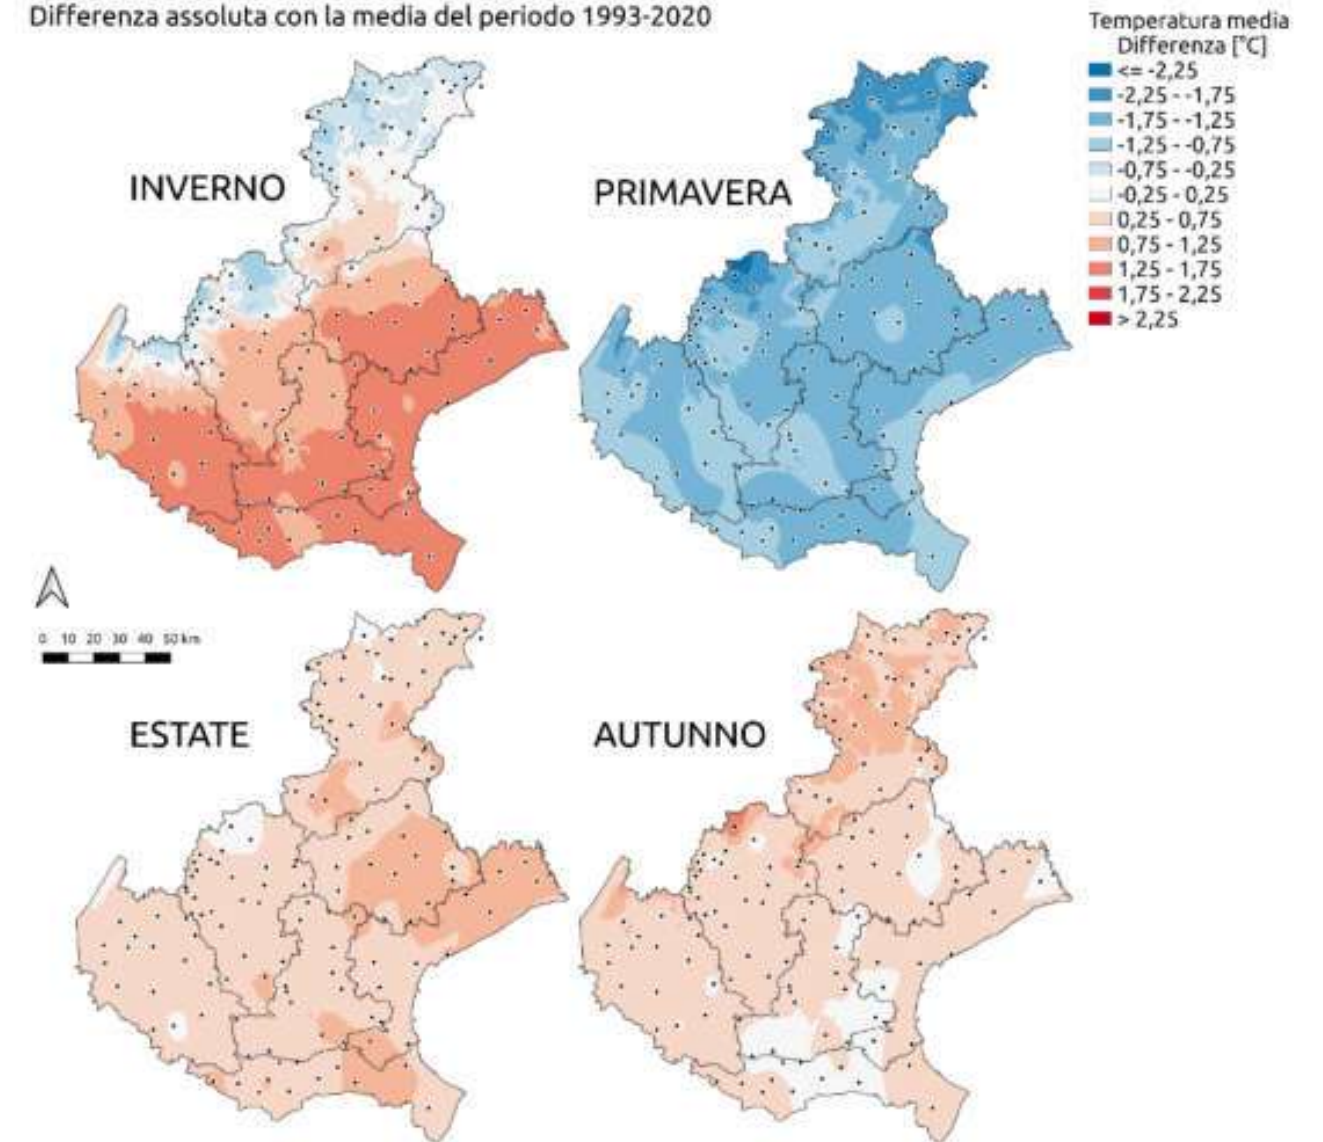 Differenza assoluta con la media del periodo 1993-2020
Temperatura media
Differenza [°C]
<= -2,25
-2,25 - -1,75
-1,75 - -1,25
-1,25 - -0,75
-0,75 - -0,25
-0,25 - 0,25
0,25 - 0,75
0,75 - 1,25
1,25 - 1,75
1,75 - 2,25
> 2,25
INVERNO
PRIMAVERA
0 10 20 30 40 50 km
ESTATE
AUTUNNO